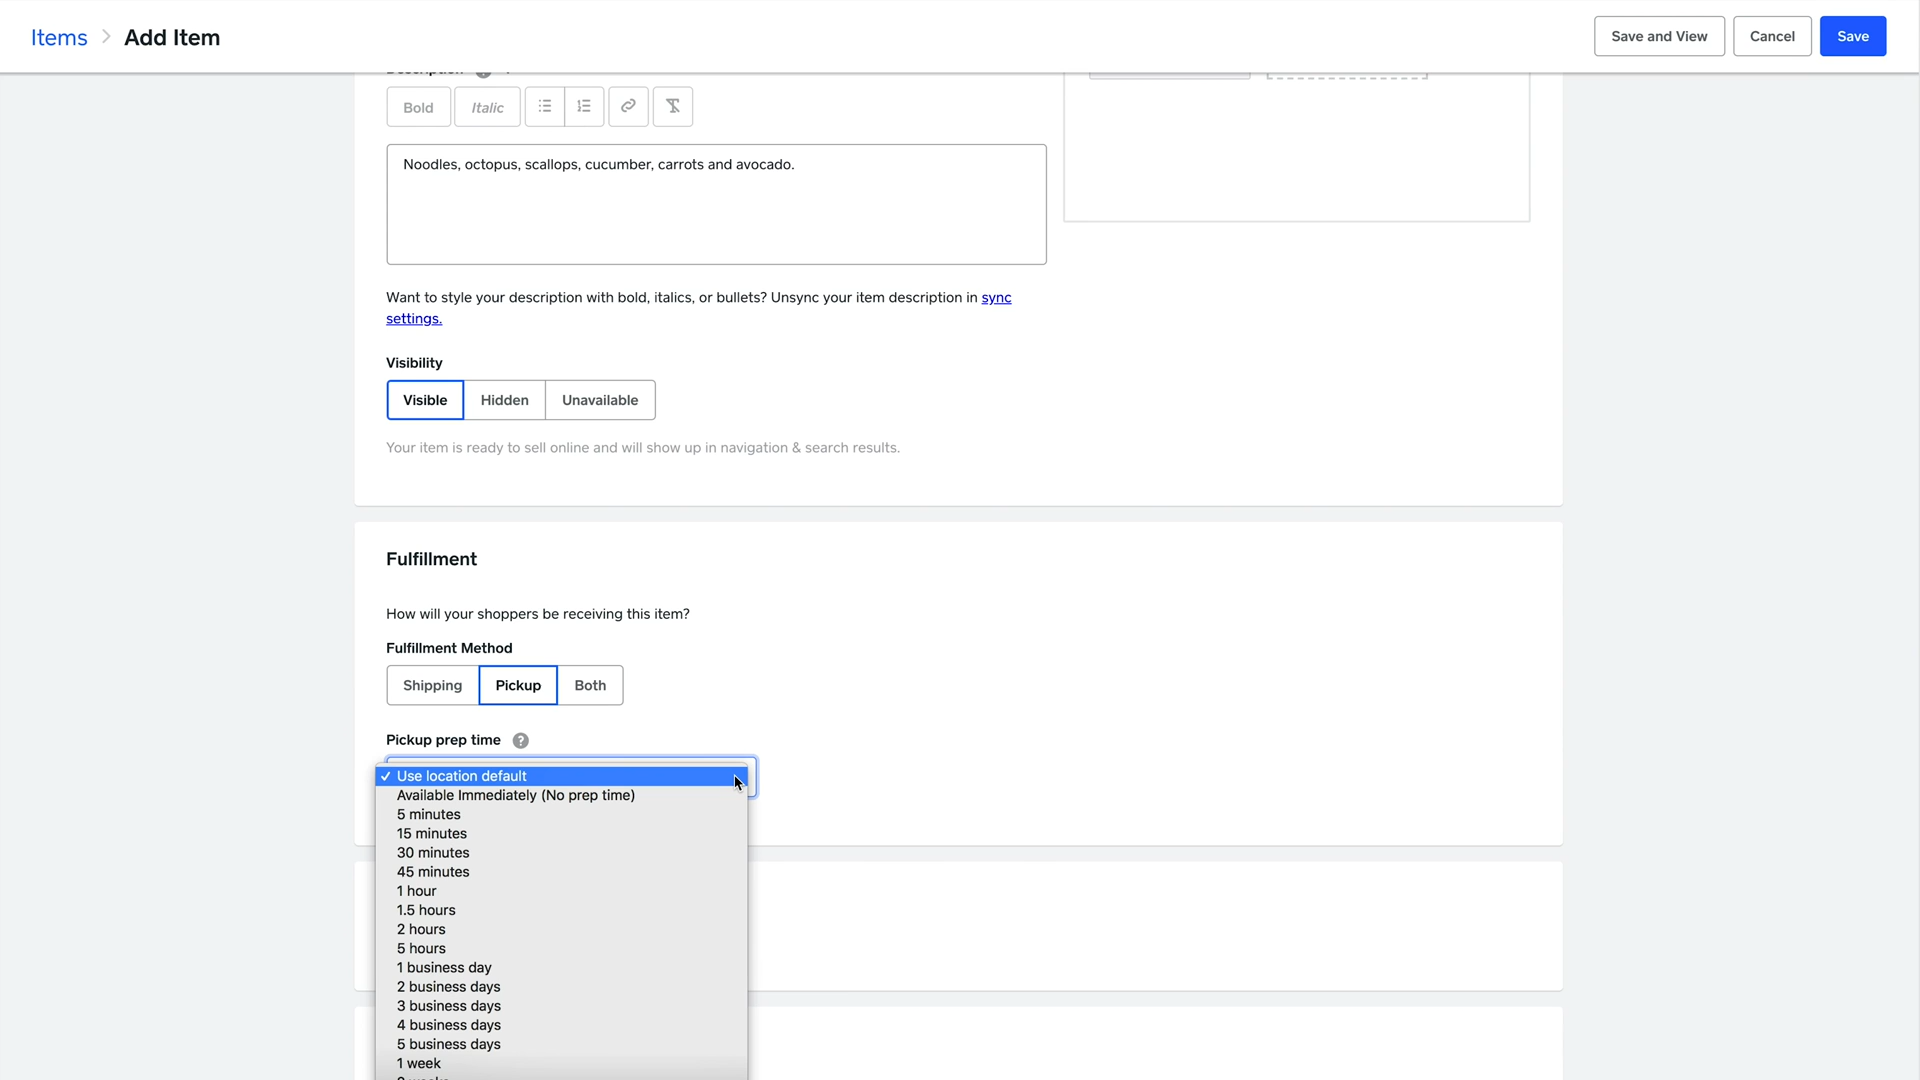 Items > Add Item
Save and View
Cancel
Save
Bold
Italic
Noodles, octopus, scallops, cucumber, carrots and avocado.
Want to style your description with bold, italics, or bullets? Unsync your item description in sync
settings.
Visibility
Visible
Hidden
Unavailable
Your item is ready to sell online and will show up in navigation & search results.
Fulfillment
How will your shoppers be receiving this item?
Fulfillment Method
Shipping
Pickup
Both
Pickup prep time ?
✓ Use location default
Available Immediately (No prep time)
5 minutes
15 minutes
30 minutes
45 minutes
1 hour
1.5 hours
2 hours
5 hours
1 business day
2 business days
3 business days
4 business days
5 business days
1 week